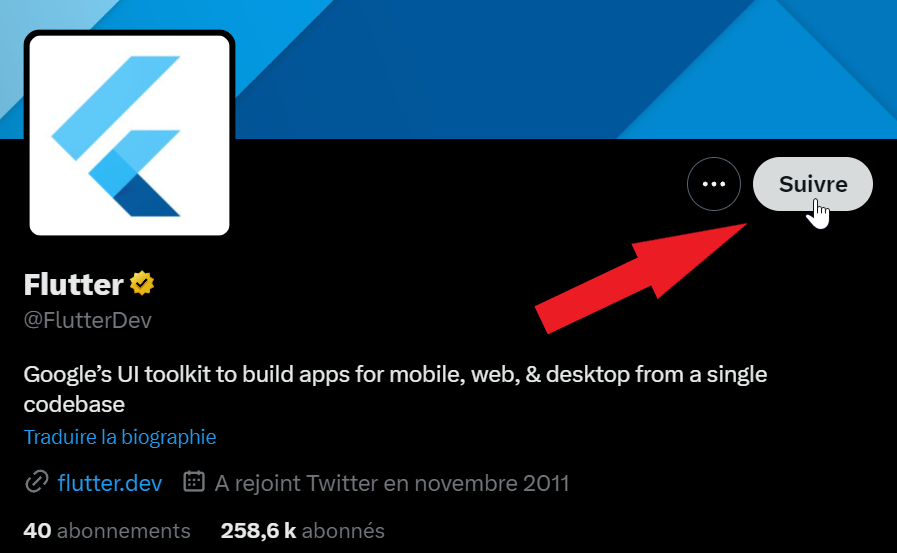 Suivre
Flutter
@FlutterDev
Google’s UI toolkit to build apps for mobile, web, & desktop from a single
codebase
Traduire la biographie
flutter.dev A rejoint Twitter en novembre 2011
40 abonnements 258,6 k abonnés